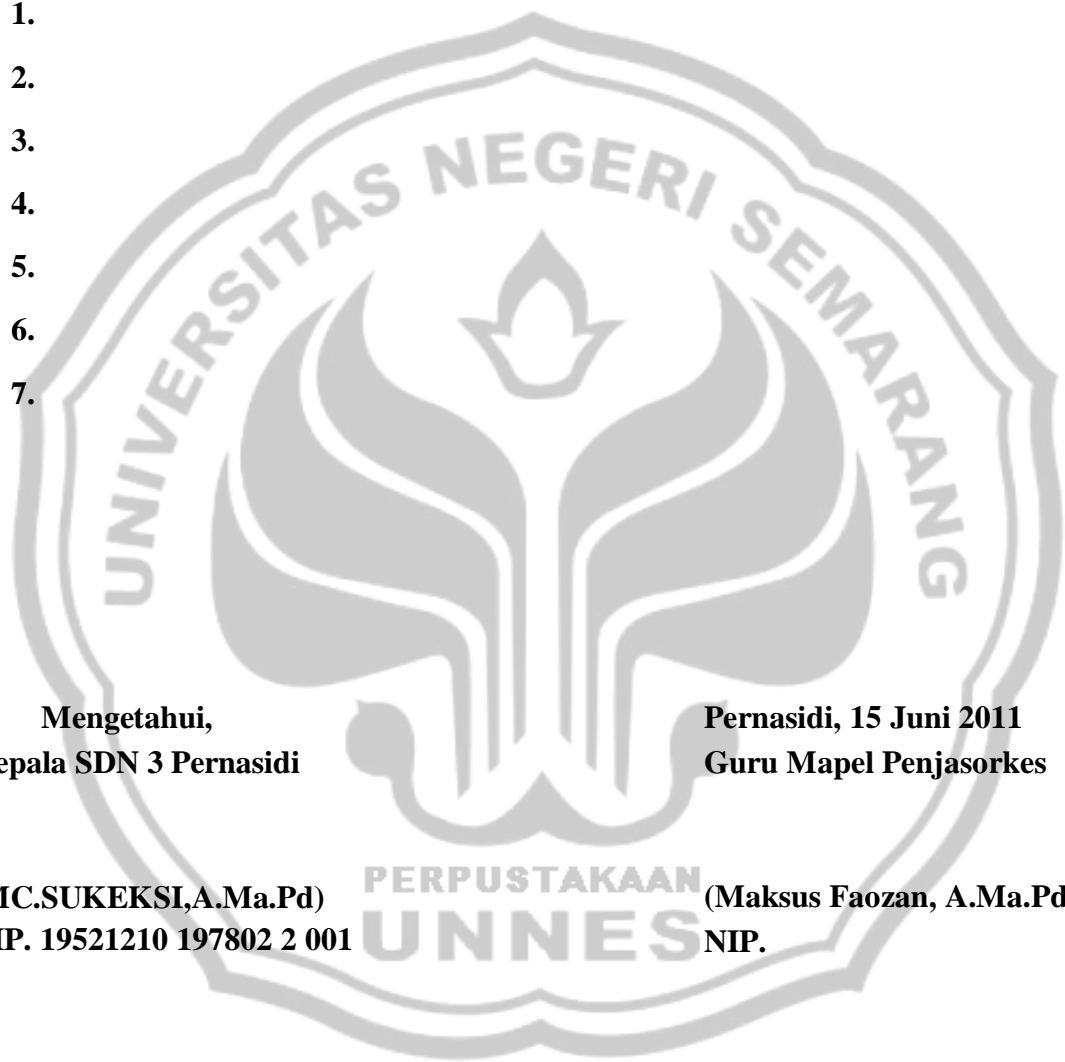 1.
2.
3.
4.
5.
6.
7.
UNIVERSITAS NEGERI SEMARANG
Mengetahui,
epala SDN 3 Pernasidi
MC.SUKEKSI,A.Ma.Pd)
IP. 19521210 197802 2 001
Pernasidi, 15 Juni 2011
Guru Mapel Penjasorkes
(Maksus Faozan, A.Ma.Pd
NIP.
PERPUSTAKAAN
UNNES